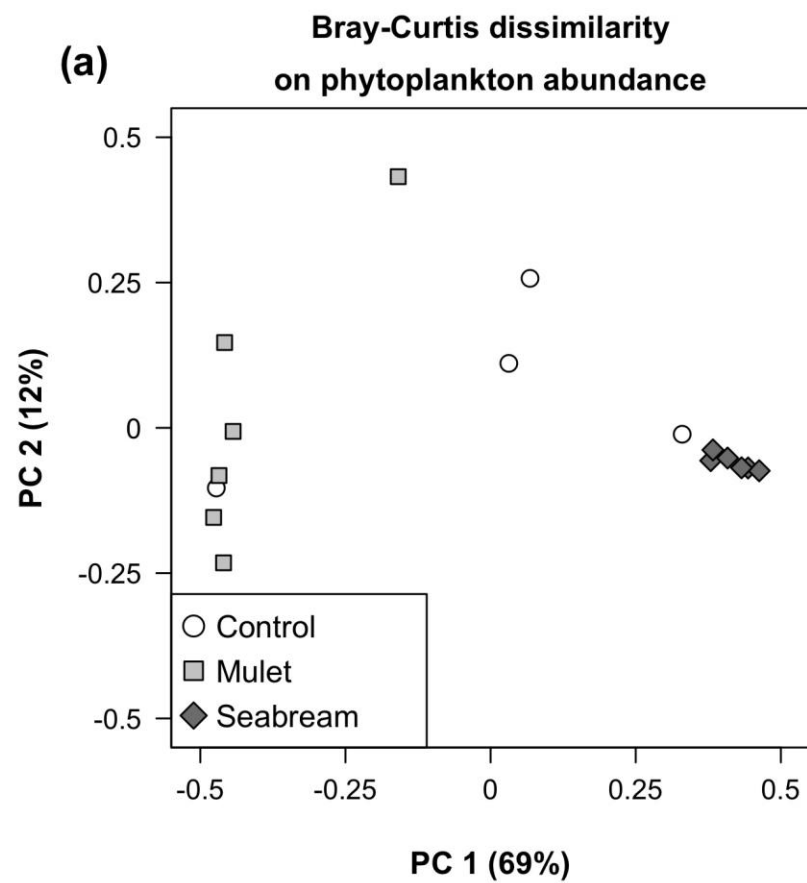 (a)
Bray-Curtis dissimilarity
on phytoplankton abundance
PC 2 (12%)
0.5
0.25
0
-0.25
-0.5
Control
Mulet
Seabream
-0.5 -0.25 0 0.25 0.5
PC 1 (69%)